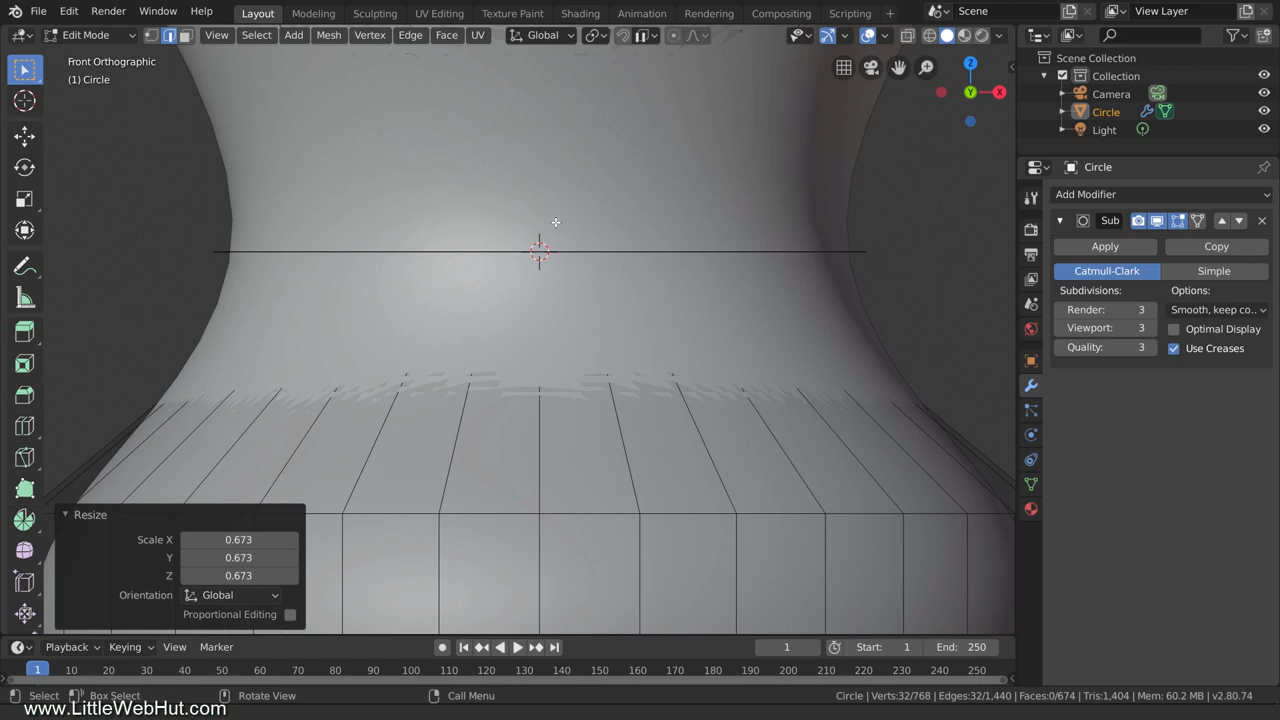 File Edit Render Window Help Layout Modeling Sculpting UV Editing Texture Paint Shading Animation Rendering Compositing Scripting + Scene View Layer
Edit Mode View Select Add Mesh Vertex Edge Face UV Global
Front Orthographic
(1) Circle
Z
Y
X
Scene Collection
Collection
Camera
Circle
Light
Circle
Add Modifier
Sub
Apply Copy
Catmull-Clark Simple
Subdivisions: Options:
Render: 3 Smooth, keep co..
Viewport: 3 Optimal Display
Quality: 3 Use Creases
Resize
Scale X 0.673
Y 0.673
Z 0.673
Orientation Global
Proportional Editing
Playback Keying View Marker 1 Start: 1 End: 250
1 10 20 30 40 50 60 70 80 90 100 110 120 130 140 150 160 170 180 190 200 210 220 230 240 250
Select Box Select Rotate View Call Menu Circle | Verts:32/768 | Edges:32/1,440 | Faces:0/674 | Tris:1,404 | Mem: 60.2 MB | v2.80.74
www.LittleWebHut.com